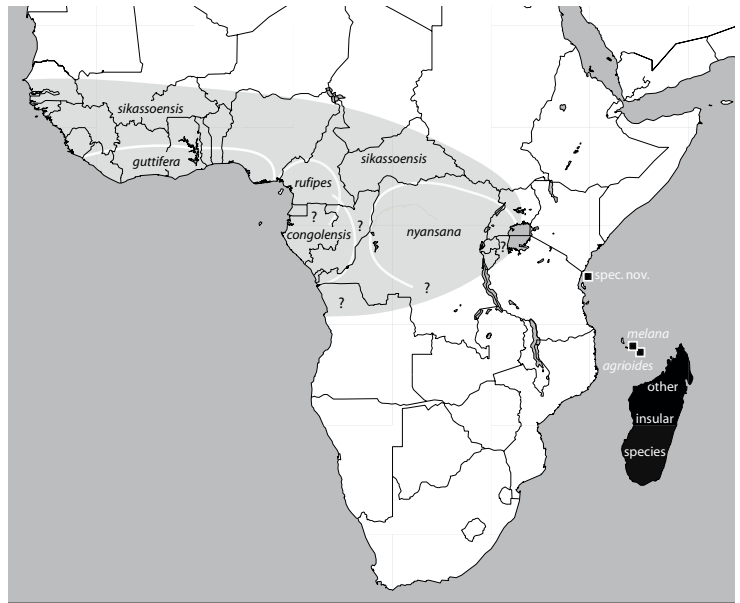 sikassoensis
guttifera
sikassoensis
rufipes
?
?
congolensis
nyansana
?
?
?
spec. nov.
melana
agrioides
other
insular
species